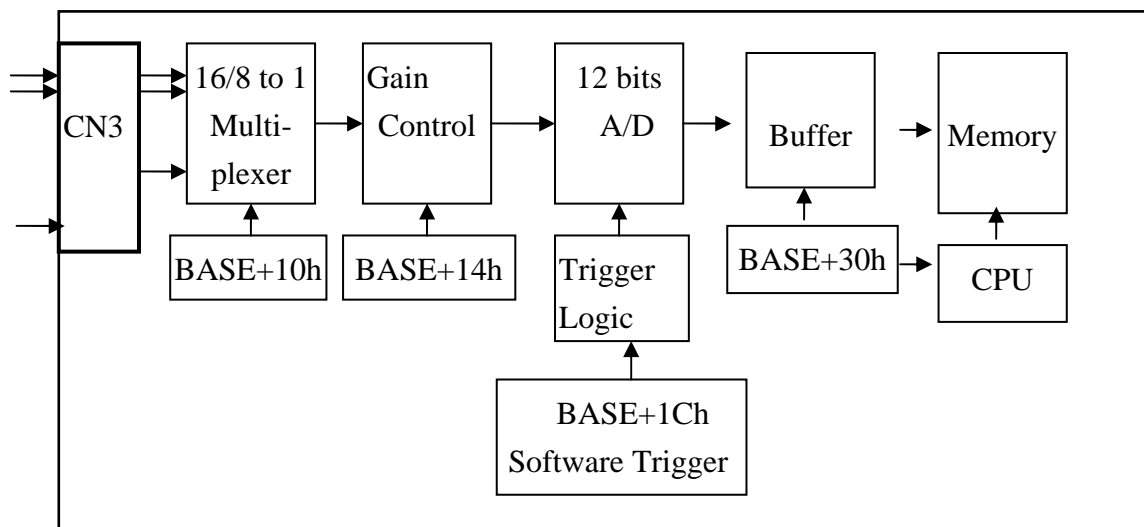 CN3
16/8 to 1
Multi-
plexer
Gain
Control
12 bits
A/D
Buffer
Memory
BASE+10h
BASE+14h
Trigger
Logic
BASE+30h
CPU
BASE+1Ch
Software Trigger